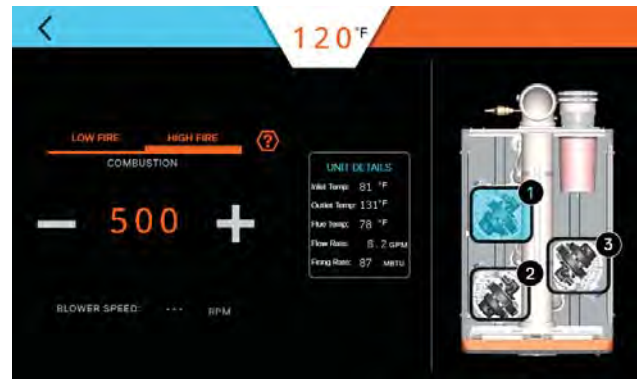 120°F
LOW FIRE HIGH FIRE ?
COMBUSTION
— 500 +
BLOWER SPEED: --- RPM
UNIT DETAILS
Inlet Temp: 81 °F
Outlet Temp: 131°F
Flue Temp: 78 °F
Flow Rate: 6.2 GPM
Firing Rate: 87 MBTU
1
2
3